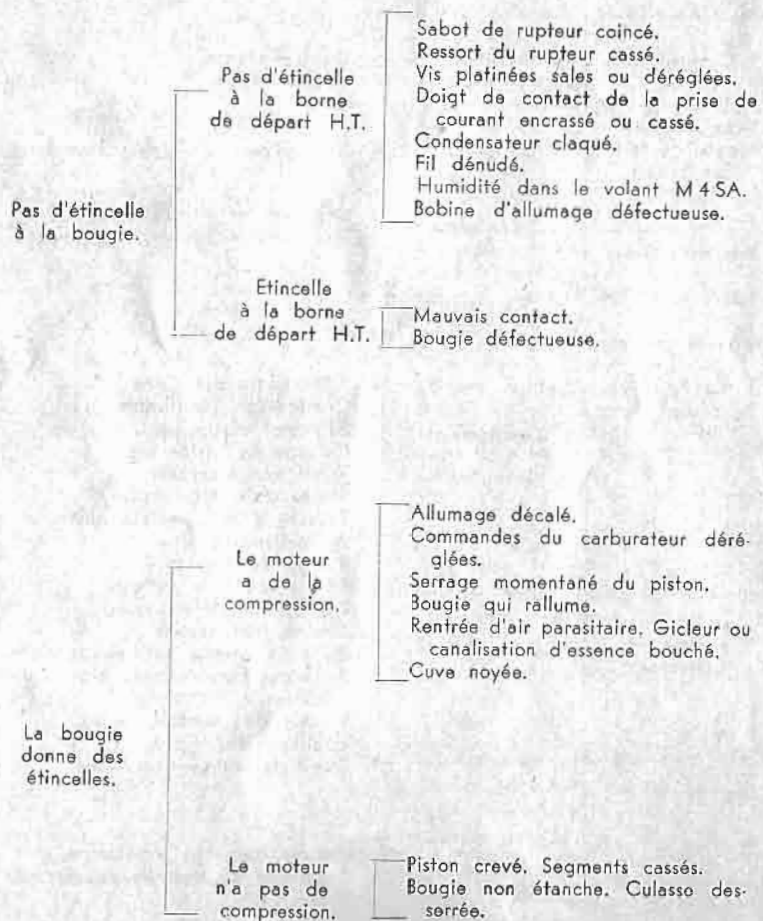 Pas d'étincelle
à la bougie.
Pas d'étincelle
à la borne
de départ H.T.
Sabot de rupteur coincé.
Ressort du rupteur cassé.
Vis platinées sales ou déréglées.
Doigt de contact de la prise de
courant encrassé ou cassé.
Condensateur claqué.
Fil dénudé.
Humidité dans le volant M 4 SA.
Bobine d'allumage défectueuse.
Etincelle
à la borne
de départ H.T.
Mauvais contact.
Bougie défectueuse.
La bougie
donne des
étincelles.
Le moteur
a de la
compression.
Allumage décalé.
Commandes du carburateur déré-
glées.
Serrage momentané du piston.
Bougie qui rallume.
Rentrée d'air parasitaire. Gicleur ou
canalisation d'essence bouché.
Cuve noyée.
Le moteur
n'a pas de
compression.
Piston crevé. Segments cassés.
Bougie non étanche. Culasse des-
serrée.